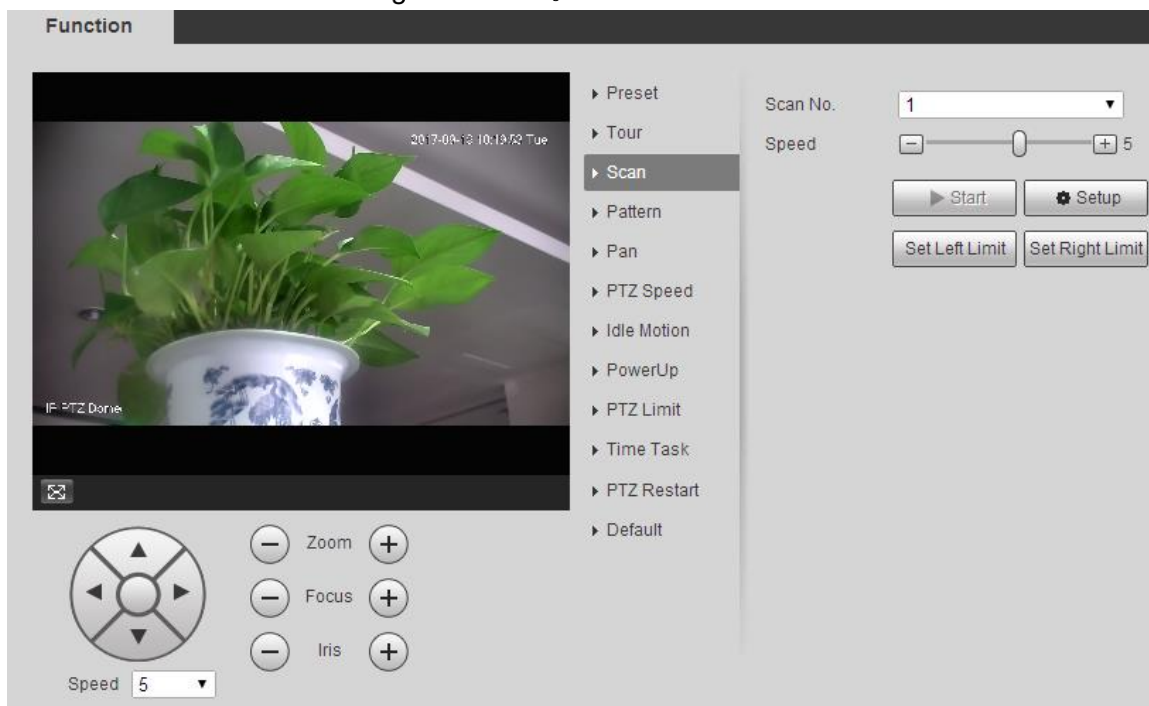 Function
2017-09-13 10:19:52 Tue
IP PTZ Dome
Zoom
Focus
Iris
Speed 5
Preset
Tour
Scan
Pattern
Pan
PTZ Speed
Idle Motion
PowerUp
PTZ Limit
Time Task
PTZ Restart
Default
Scan No. 1
Speed 5
Start Setup
Set Left Limit Set Right Limit